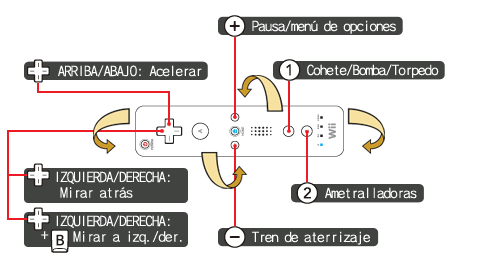 + Pausa/menú de opciones
ARRIBA/ABAJO: Acelerar
1 Cohete/Bomba/Torpedo
A
Wii
IZQUIERDA/DERECHA:
Mirar atrás
2 Ametralladoras
IZQUIERDA/DERECHA:
+ B Mirar a izq./der.
− Tren de aterrizaje